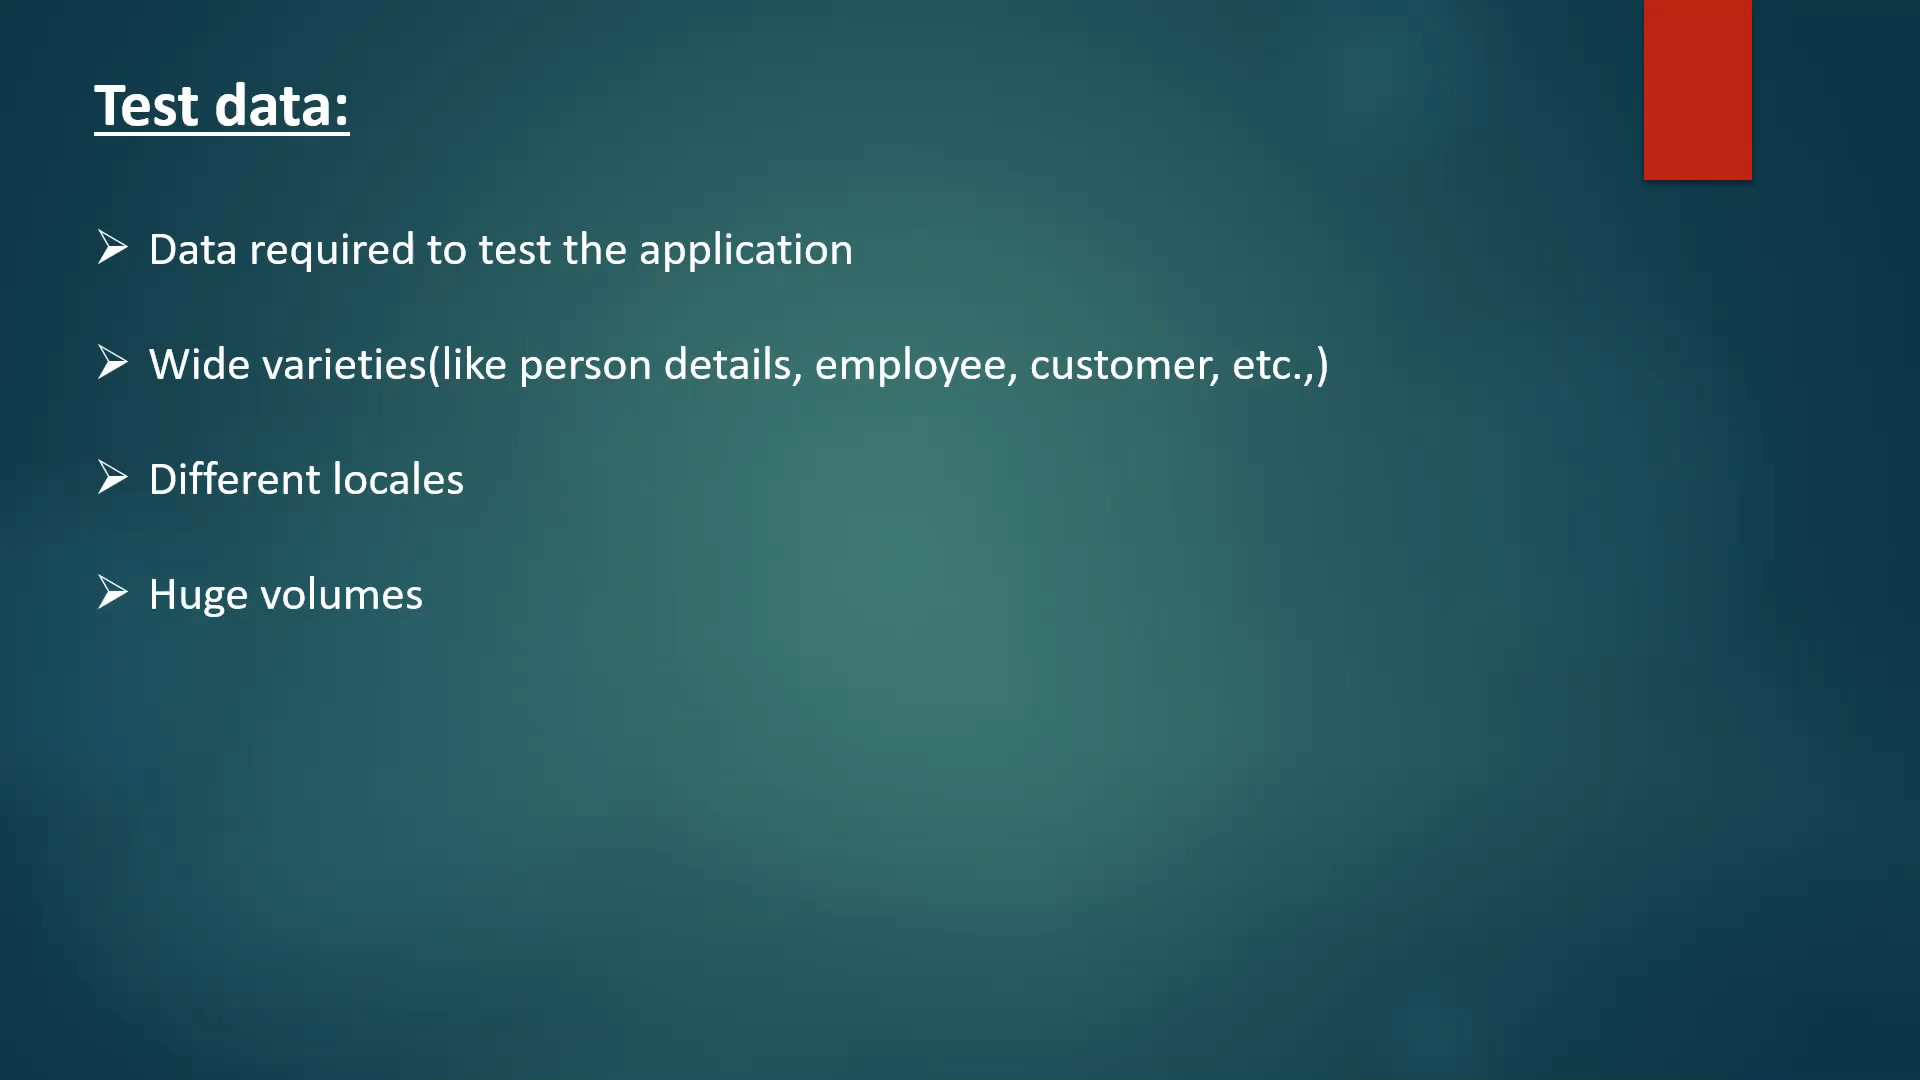 Test data:
Data required to test the application
Wide varieties(like person details, employee, customer, etc.,)
Different locales
Huge volumes